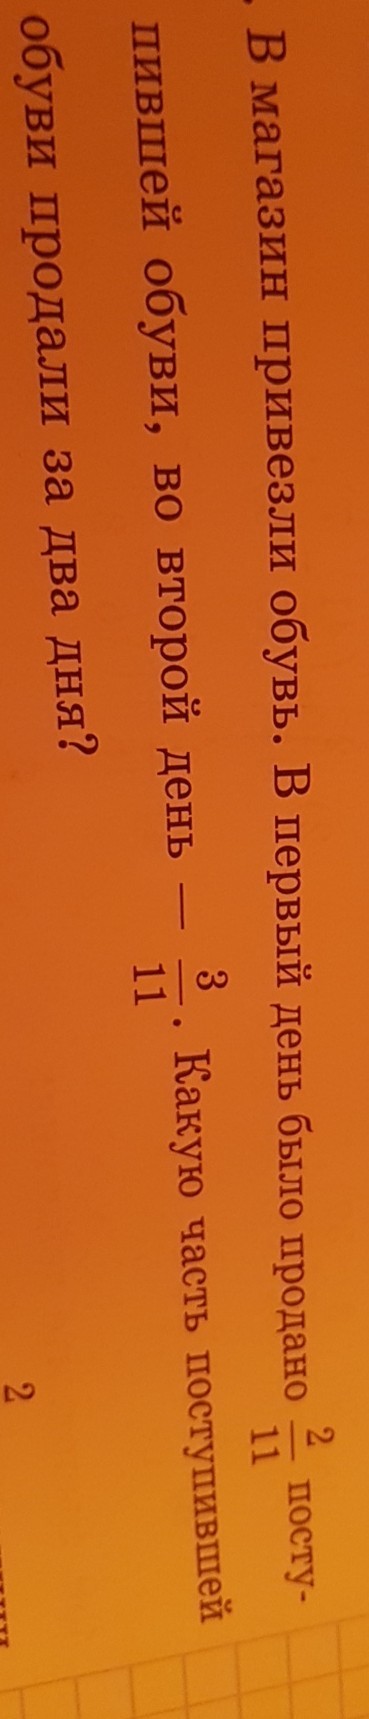 . В магазин привезли обувь. В первый день было продано 2/11 посту-
пившей обуви, во второй день — 3/11. Какую часть поступившей
обуви продали за два дня?
2